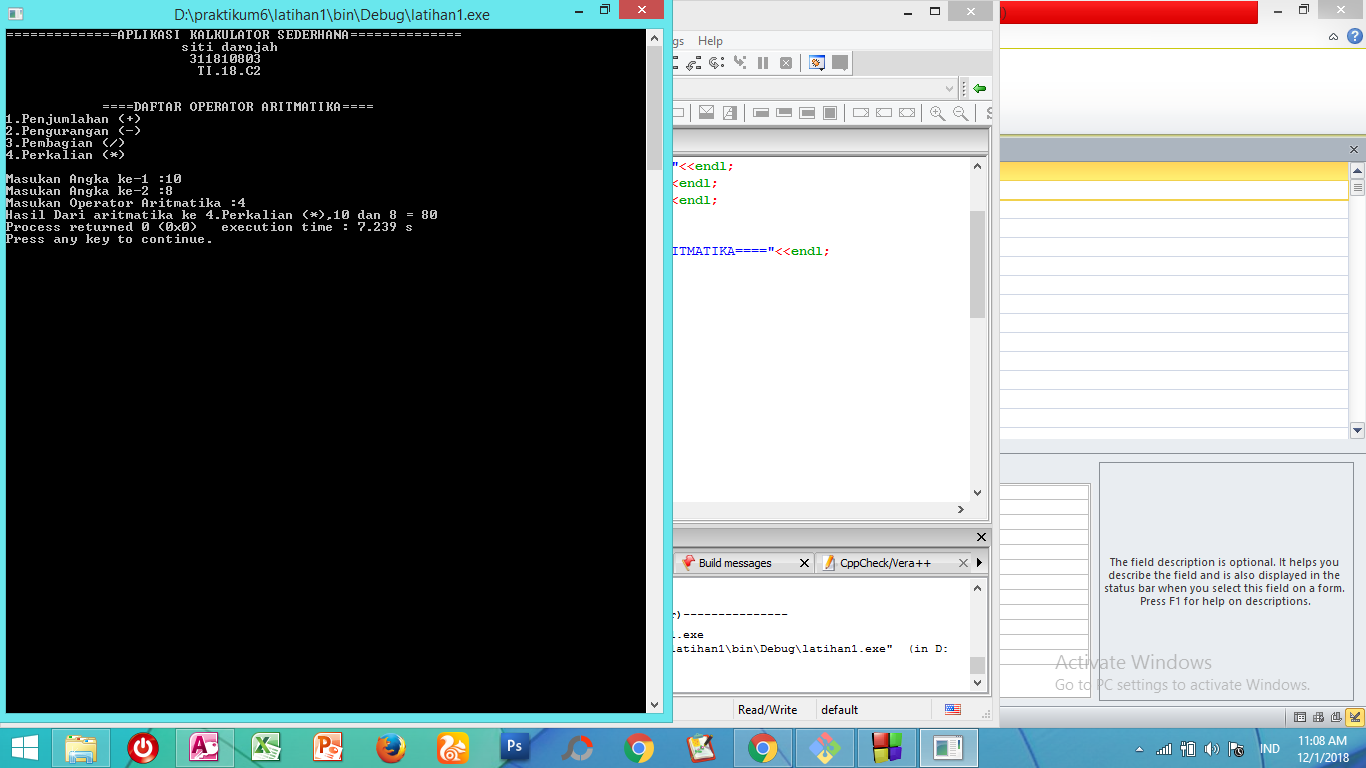 D:\praktikum6\latihan1\bin\Debug\latihan1.exe
==============APLIKASI KALKULATOR SEDERHANA==============
siti darojah
311810803
TI.18.C2
====DAFTAR OPERATOR ARITMATIKA====
1.Penjumlahan (+)
2.Pengurangan (-)
3.Pembagian (/)
4.Perkalian (*)
Masukan Angka ke-1 :10
Masukan Angka ke-2 :8
Masukan Operator Aritmatika :4
Hasil Dari aritmatika ke 4.Perkalian (*),10 dan 8 = 80
Process returned 0 (0x0)   execution time : 7.239 s
Press any key to continue.
gs Help
"<<endl;
<endl;
<endl;
ITMATIKA===="<<endl;
Build messages
CppCheck/Vera++
r)---------------
.exe
latihan1\bin\Debug\latihan1.exe"  (in D:
Read/Write
default
)
The field description is optional. It helps you
describe the field and is also displayed in the
status bar when you select this field on a form.
Press F1 for help on descriptions.
Activate Windows
Go to PC settings to activate Windows.
Ps
IND
11:08 AM
12/1/2018